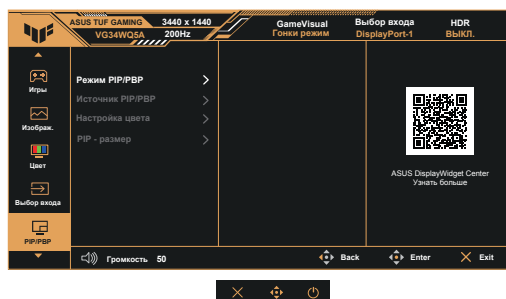 ASUS TUF GAMING 3440 x 1440 GameVisual Выбор входа HDR
VG34WQ5A 200Hz Гонки режим DisplayPort-1 ВЫКЛ.
Игры
Изображ.
Цвет
Выбор входа
PIP/PBP
Режим PIP/PBP
Источник PIP/PBP
Настройка цвета
PIP - размер
ASUS DisplayWidget Center
Узнать больше
Громкость 50 Back Enter Exit